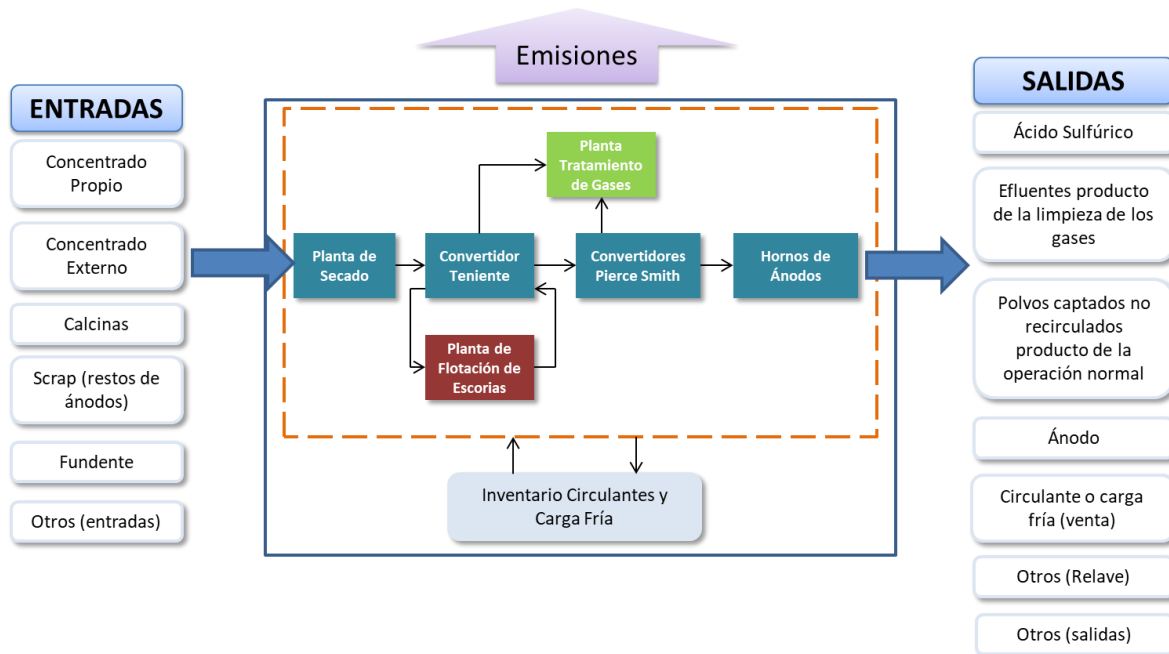 Emisiones
ENTRADAS
Concentrado
Propio
Concentrado
Externo
Calcinas
Scrap (restos de
ánodos)
Fundente
Otros (entradas)
Planta
Tratamiento
de Gases
Planta de
Secado
Convertidor
Teniente
Convertidores
Pierce Smith
Hornos de
Ánodos
Planta de
Flotación de
Escorias
Inventario Circulantes y
Carga Fría
SALIDAS
Ácido Sulfúrico
Efluentes producto
de la limpieza de los
gases
Polvos captados no
recirculados
producto de la
operación normal
Ánodo
Circulante o carga
fría (venta)
Otros (Relave)
Otros (salidas)